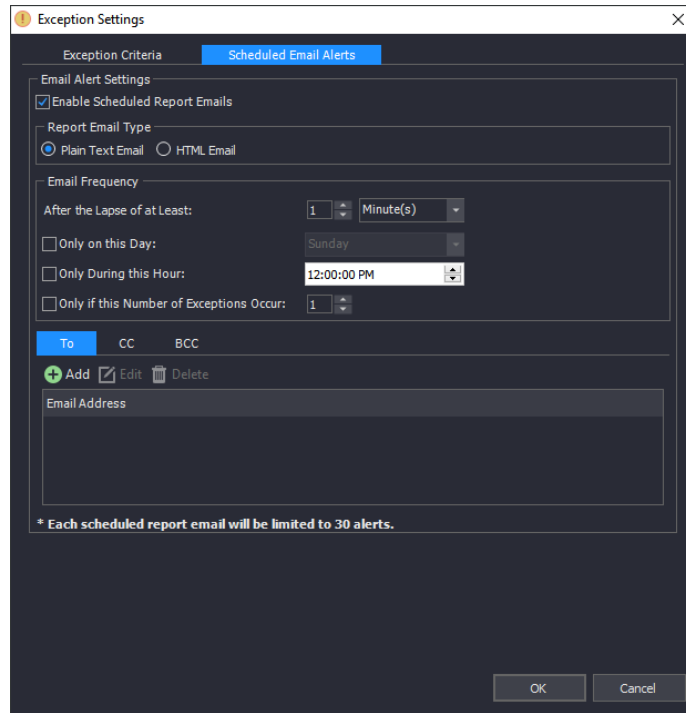 Exception Settings
Exception Criteria Scheduled Email Alerts
Email Alert Settings
Enable Scheduled Report Emails
Report Email Type
Plain Text Email HTML Email
Email Frequency
After the Lapse of at Least: 1 Minute(s)
Only on this Day: Sunday
Only During this Hour: 12:00:00 PM
Only if this Number of Exceptions Occur: 1
To CC BCC
Add Edit Delete
Email Address
* Each scheduled report email will be limited to 30 alerts.
OK Cancel